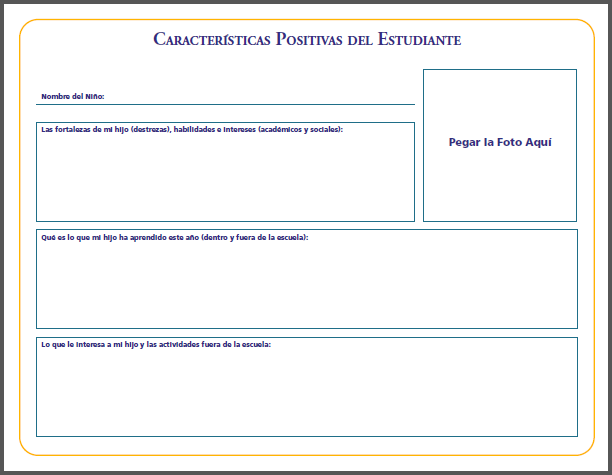 Características Positivas del Estudiante
Nombre del Niño:
Pegar la Foto Aquí
Las fortalezas de mi hijo (destrezas), habilidades e intereses (académicos y sociales):
Qué es lo que mi hijo ha aprendido este año (dentro y fuera de la escuela):
Lo que le interesa a mi hijo y las actividades fuera de la escuela: